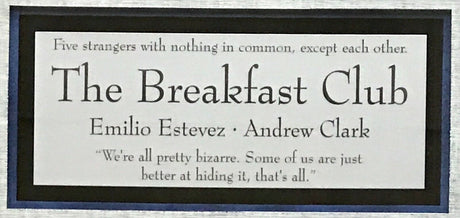 Five strangers with nothing in common, except each other.
The Breakfast Club
Emilio Estevez · Andrew Clark
"We're all pretty bizarre. Some of us are just
better at hiding it, that's all."